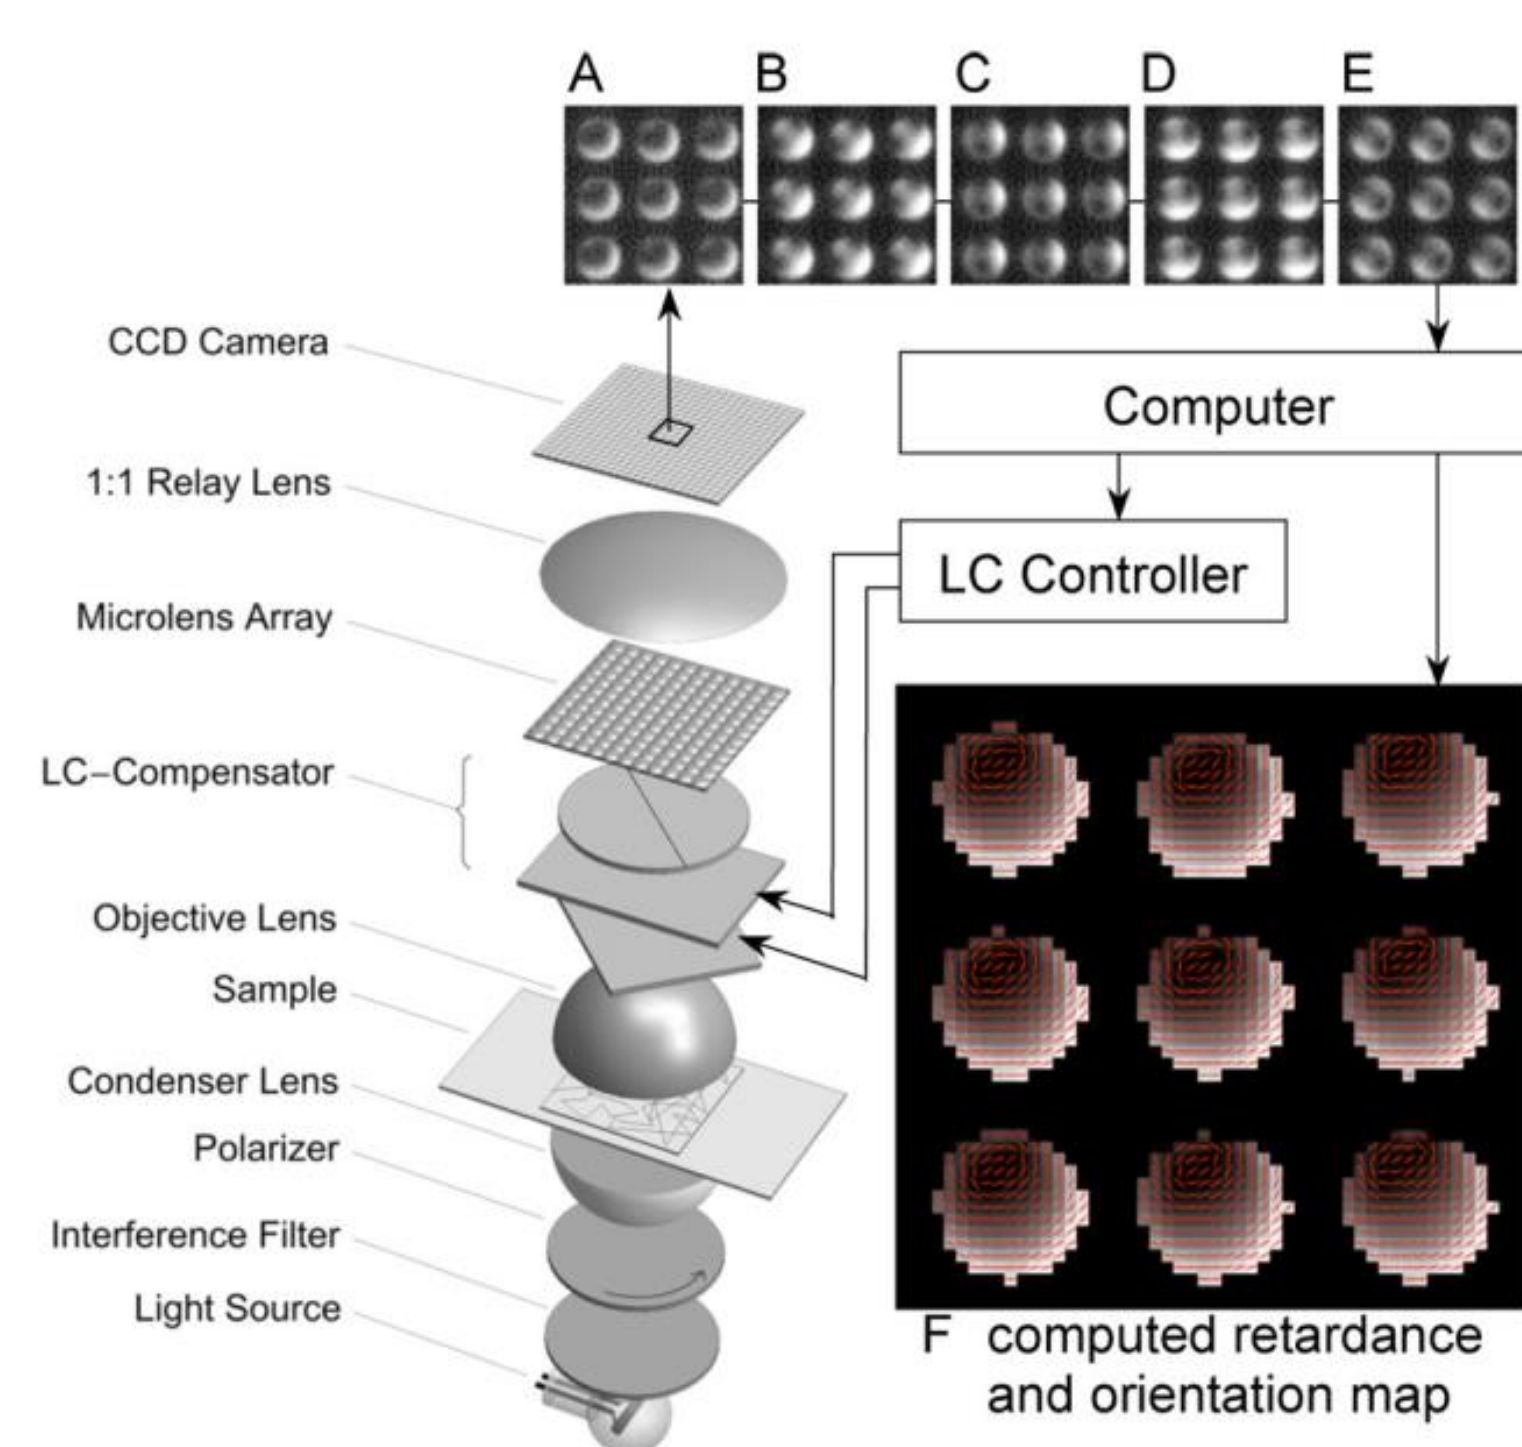 A
B
C
D
E
CCD Camera
1:1 Relay Lens
Microlens Array
LC–Compensator
Objective Lens
Sample
Condenser Lens
Polarizer
Interference Filter
Light Source
Computer
LC Controller
F computed retardance
and orientation map